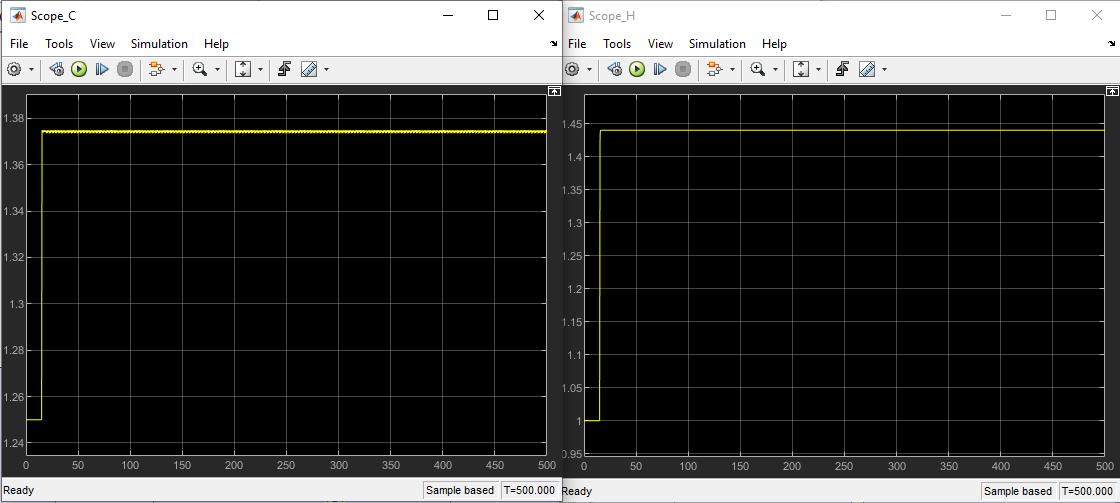 Scope_C
File Tools View Simulation Help
1.38
1.36
1.34
1.32
1.3
1.28
1.26
1.24
0 50 100 150 200 250 300 350 400 450 500
Ready Sample based T=500.000
Scope_H
File Tools View Simulation Help
1.45
1.4
1.35
1.3
1.25
1.2
1.15
1.1
1.05
1
0.95
0 50 100 150 200 250 300 350 400 450 500
Ready Sample based T=500.000